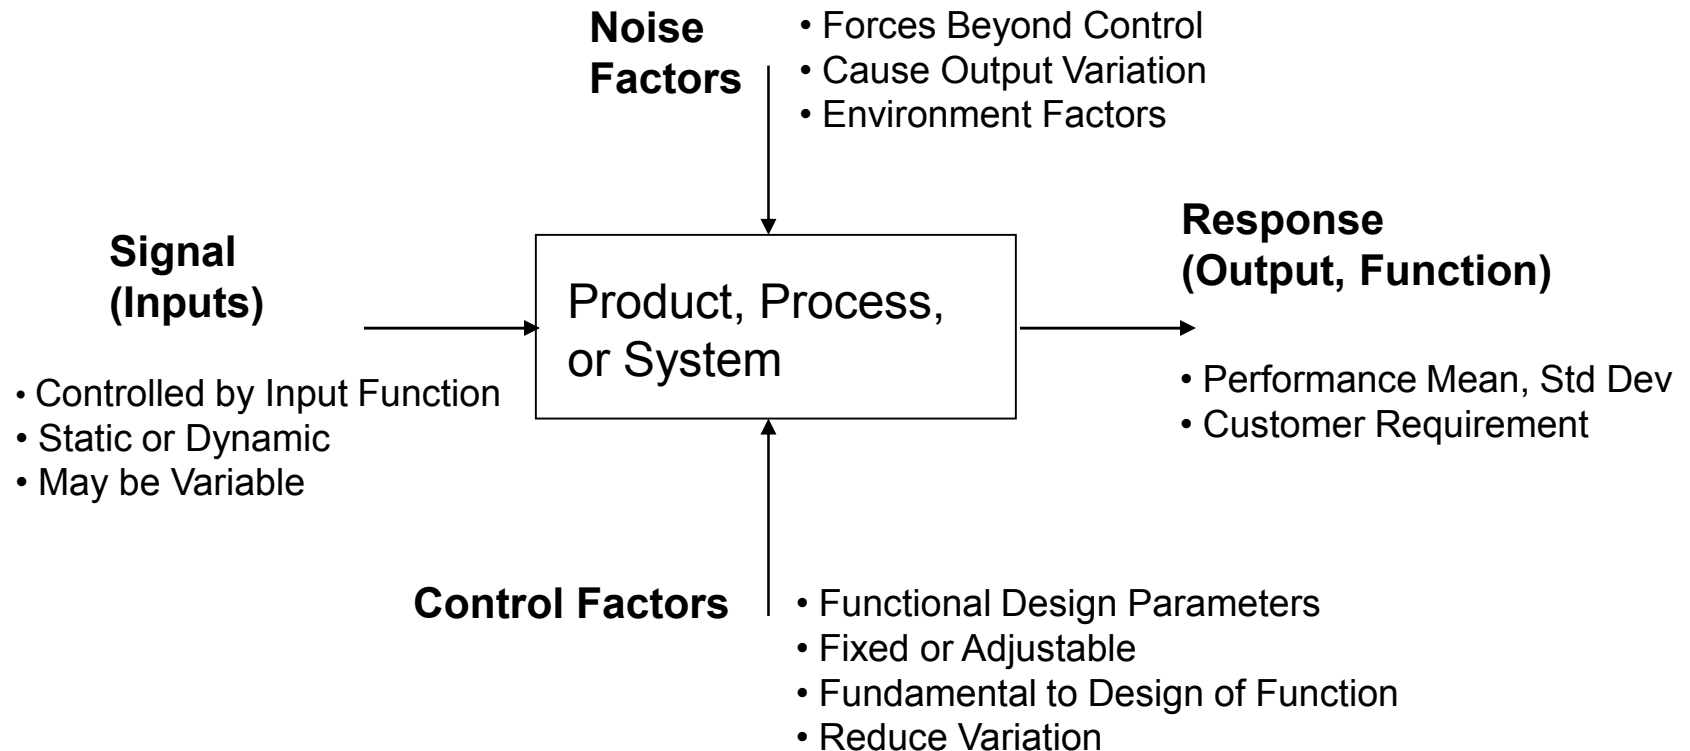 Noise
Factors
• Forces Beyond Control
• Cause Output Variation
• Environment Factors
Signal
(Inputs)
• Controlled by Input Function
• Static or Dynamic
• May be Variable
Product, Process,
or System
Response
(Output, Function)
• Performance Mean, Std Dev
• Customer Requirement
Control Factors
• Functional Design Parameters
• Fixed or Adjustable
• Fundamental to Design of Function
• Reduce Variation